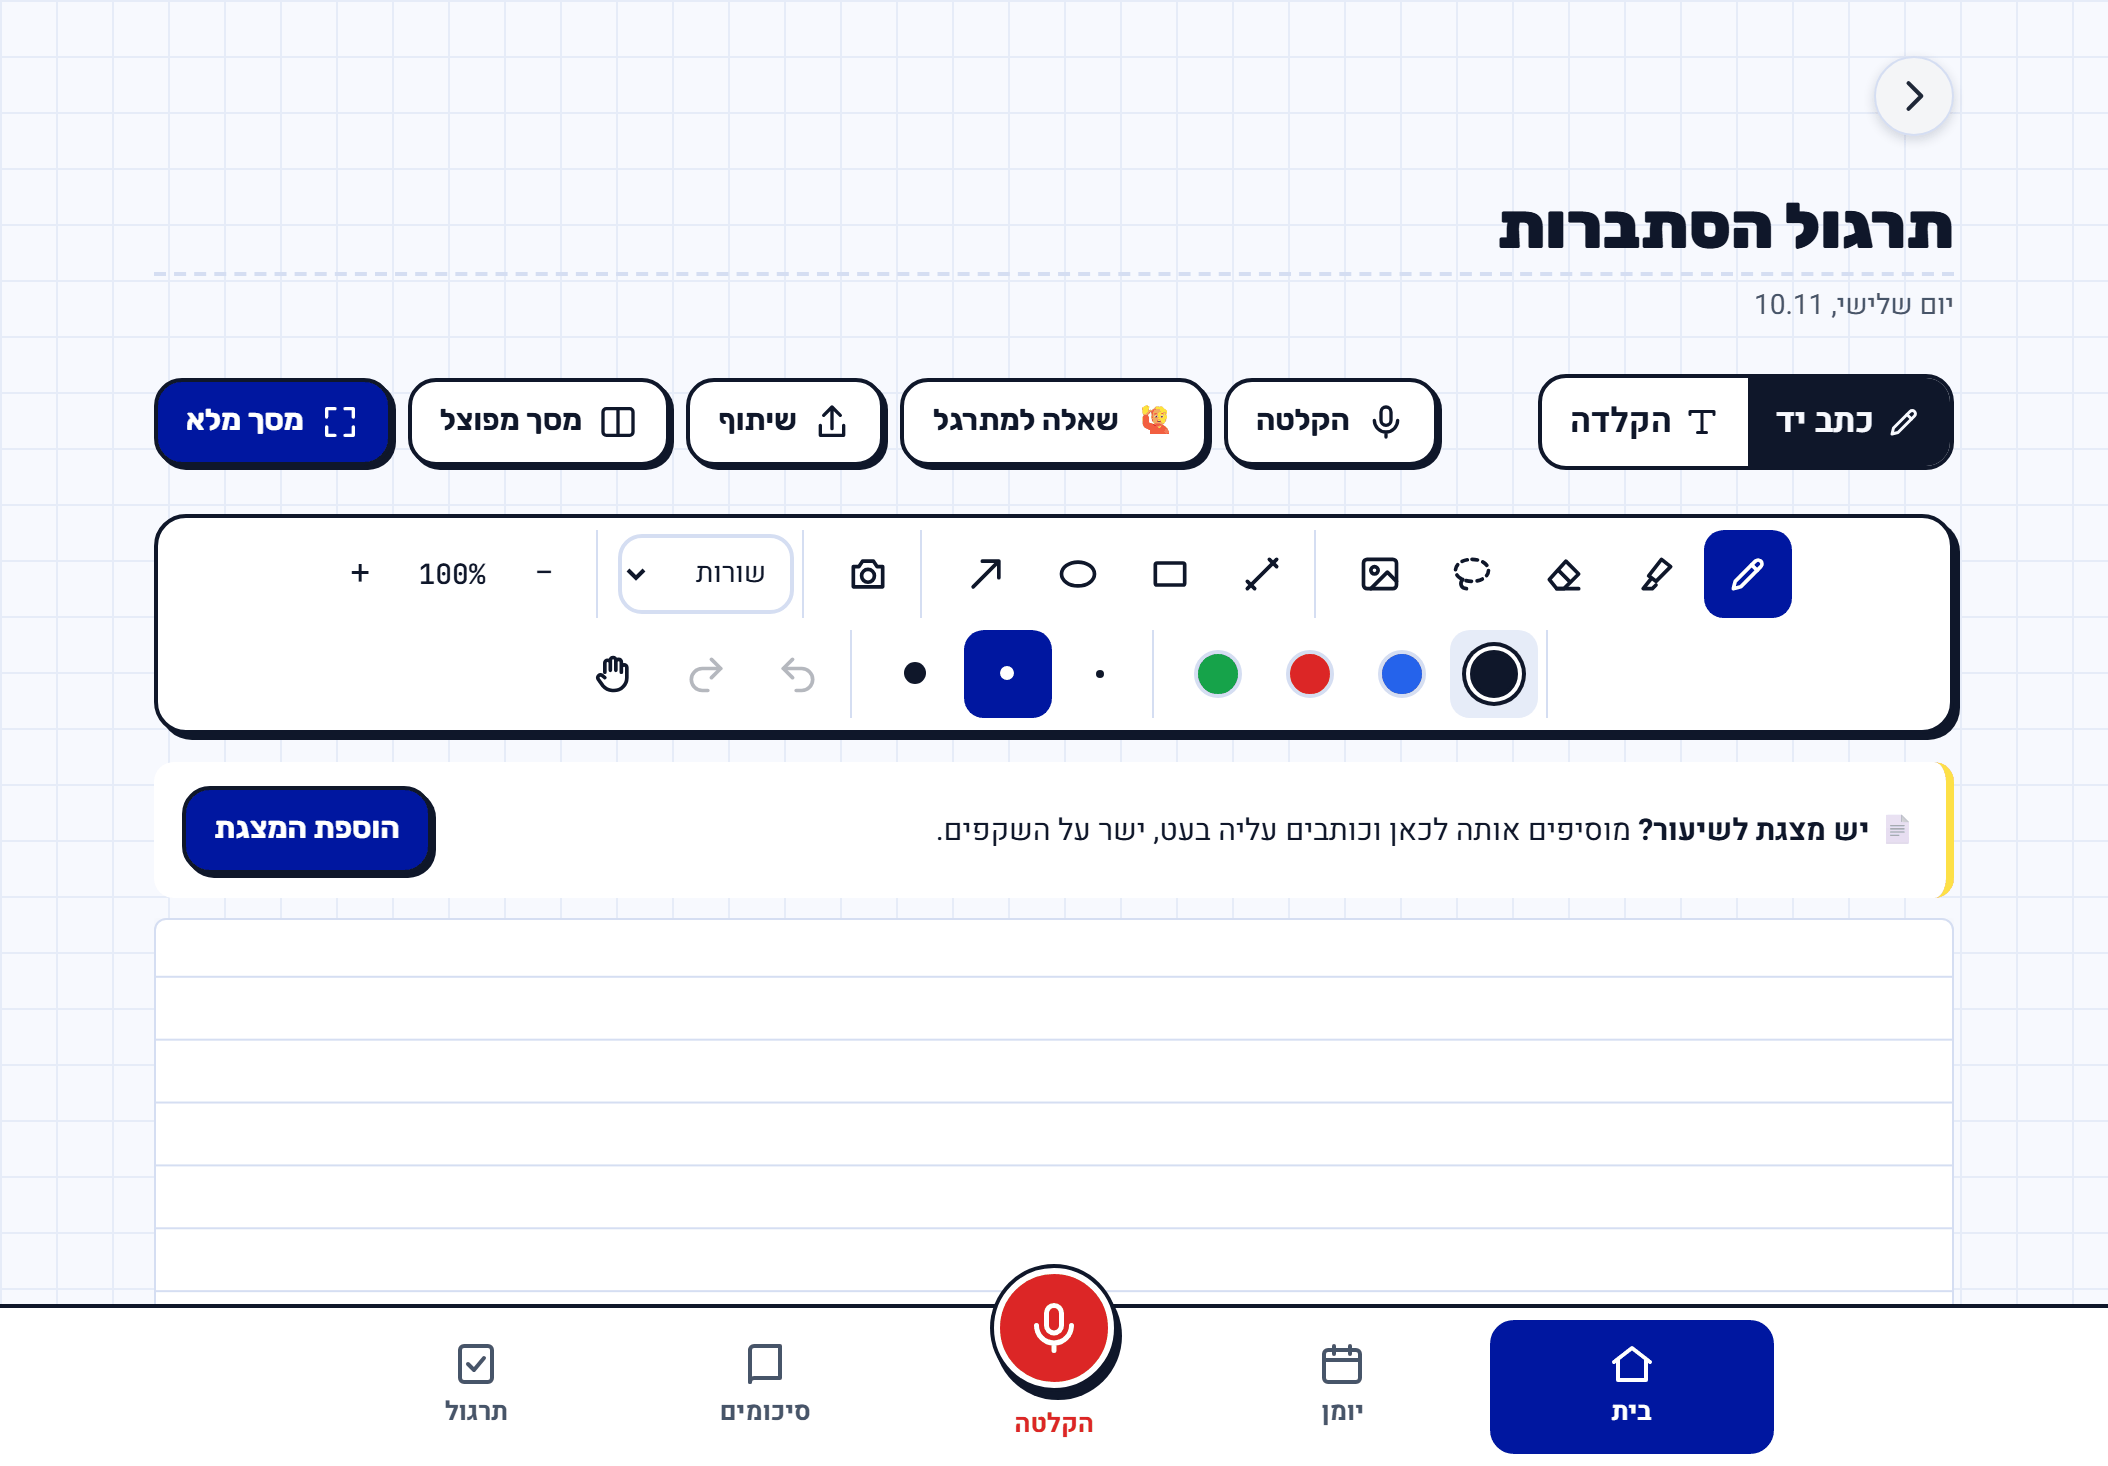 תרגול הסתברות
יום שלישי, 10.11
כתב יד
הקלדה
הקלטה
שאלה למתרגל
שיתוף
מסך מפוצל
מסך מלא
שורות
− 100% +
יש מצגת לשיעור? מוסיפים אותה לכאן וכותבים עליה בעט, ישר על השקפים.
הוספת המצגת
בית
יומן
הקלטה
סיכומים
תרגול